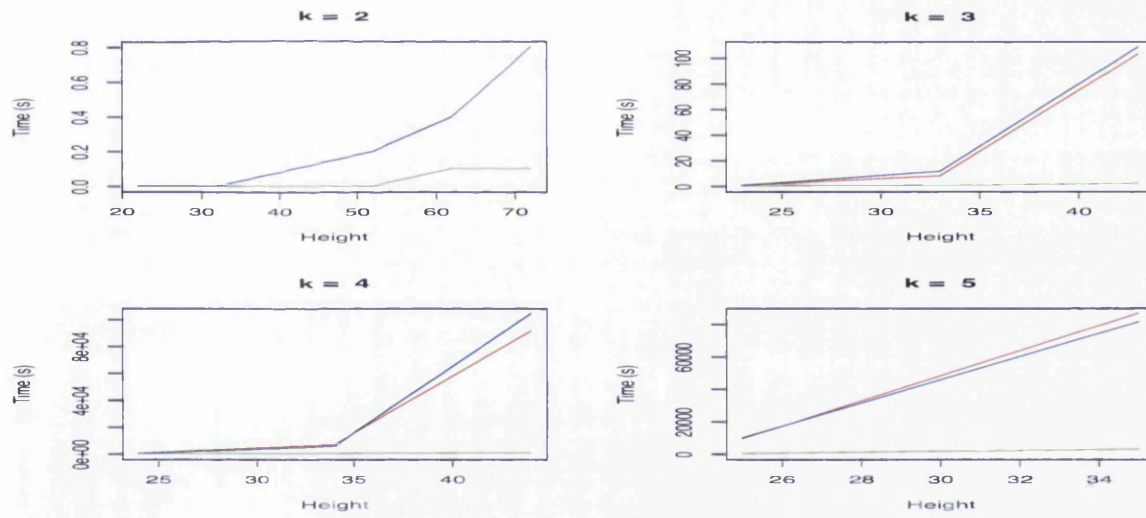 k = 2
Time (s)
0.0 0.2 0.4 0.6 0.8
20 30 40 50 60 70
Height
k = 3
Time (s)
0 20 40 60 80 100
25 30 35 40
Height
k = 4
Time (s)
0e+00 4e+04 8e+04
25 30 35 40
Height
k = 5
Time (s)
0 20000 60000
26 28 30 32 34
Height